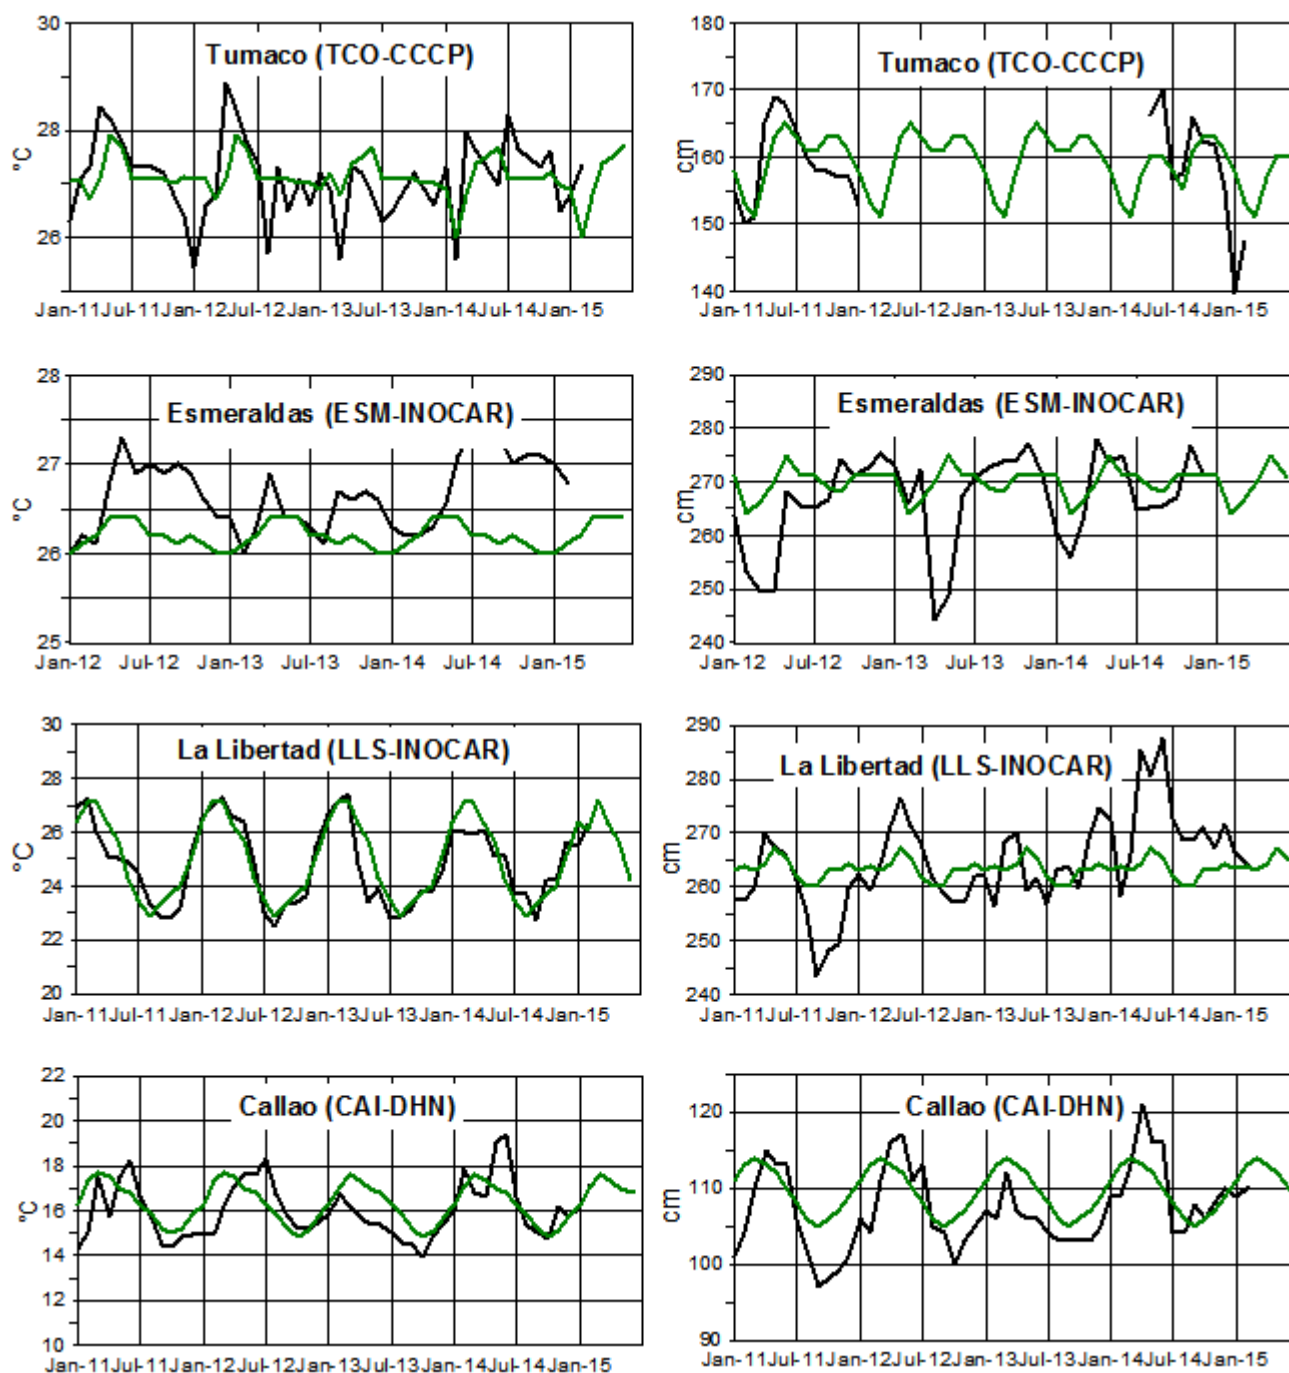 30
28
26
°C
Tumaco (TCO-CCCP)
Jan-11 Jul-11 Jan-12 Jul-12 Jan-13 Jul-13 Jan-14 Jul-14 Jan-15
180
170
160
150
140
cm
Tumaco (TCO-CCCP)
Jan-11 Jul-11 Jan-12 Jul-12 Jan-13 Jul-13 Jan-14 Jul-14 Jan-15
28
27
26
25
°C
Esmeraldas (ESM-INOCAR)
Jan-12 Jul-12 Jan-13 Jul-13 Jan-14 Jul-14 Jan-15
290
280
270
260
250
240
cm
Esmeraldas (ESM-INOCAR)
Jan-12 Jul-12 Jan-13 Jul-13 Jan-14 Jul-14 Jan-15
30
28
26
24
22
20
°C
La Libertad (LLS-INOCAR)
Jan-11 Jul-11 Jan-12 Jul-12 Jan-13 Jul-13 Jan-14 Jul-14 Jan-15
290
280
270
260
250
240
cm
La Libertad (LLS-INOCAR)
Jan-11 Jul-11 Jan-12 Jul-12 Jan-13 Jul-13 Jan-14 Jul-14 Jan-15
22
20
18
16
14
12
10
°C
Callao (CAI-DHN)
Jan-11 Jul-11 Jan-12 Jul-12 Jan-13 Jul-13 Jan-14 Jul-14 Jan-15
120
110
100
90
cm
Callao (CAI-DHN)
Jan-11 Jul-11 Jan-12 Jul-12 Jan-13 Jul-13 Jan-14 Jul-14 Jan-15